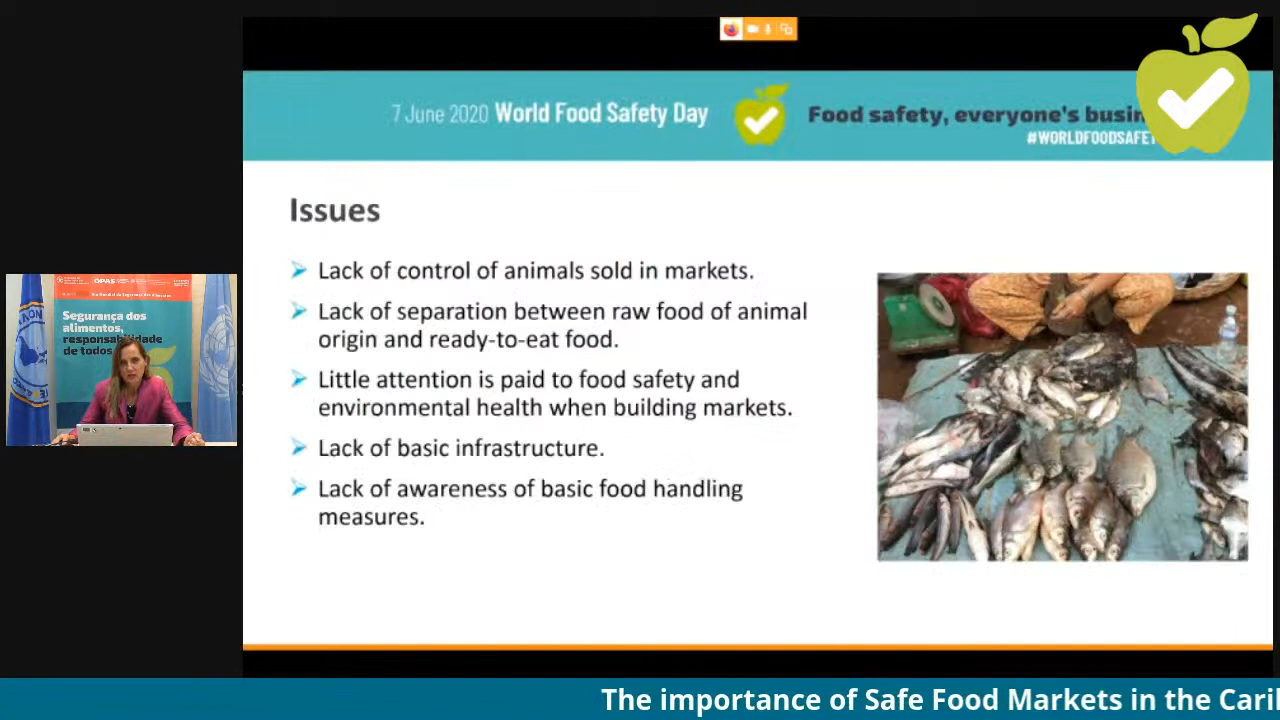 7 June 2020 World Food Safety Day
Food safety, everyone's busin
#WORLDFOODSAFE
Issues
Lack of control of animals sold in markets.
Lack of separation between raw food of animal
origin and ready-to-eat food.
Little attention is paid to food safety and
environmental health when building markets.
Lack of basic infrastructure.
Lack of awareness of basic food handling
measures.
OPAS
Segurança dos
alimentos,
responsabilidade
de todos
The importance of Safe Food Markets in the Cari